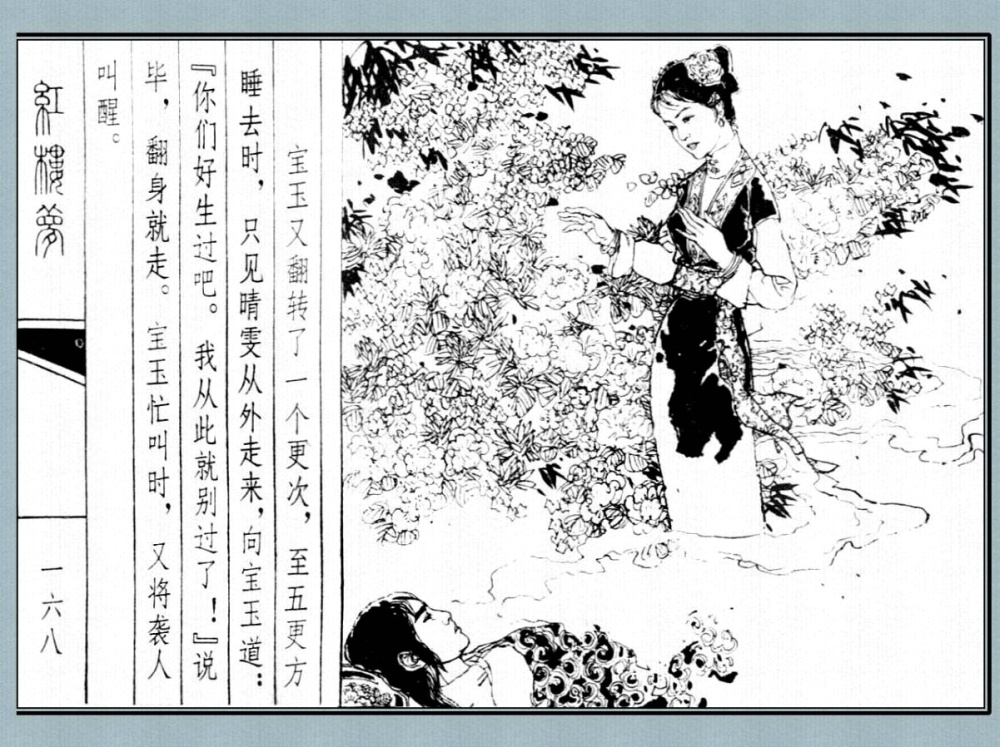 宝玉又翻转了一个更次，至五更方
睡去时，只见晴雯从外走来，向宝玉道：
『你们好生过吧。我从此就别过了！』说
毕，翻身就走。宝玉忙叫时，又将袭人
叫醒。
红楼梦
一六八